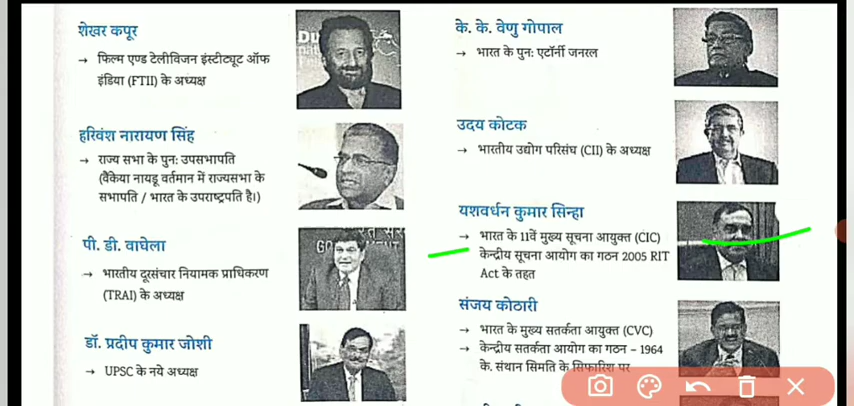 शेखर कपूर
→ फिल्म एण्ड टेलीविजन इंस्टीट्यूट ऑफ
इंडिया (FTII) के अध्यक्ष
हरिवंश नारायण सिंह
→ राज्य सभा के पुन: उपसभापति
(वैंकेया नायडू वर्तमान में राज्यसभा के
सभापति / भारत के उपराष्ट्रपति है।)
पी. डी. वाघेला
→ भारतीय दूरसंचार नियामक प्राधिकरण
(TRAI) के अध्यक्ष
डॉ. प्रदीप कुमार जोशी
→ UPSC के नये अध्यक्ष
के. के. वेणु गोपाल
→ भारत के पुन: एटॉर्नी जनरल
उदय कोटक
→ भारतीय उद्योग परिसंघ (CII) के अध्यक्ष
यशवर्धन कुमार सिन्हा
→ भारत के 11वें मुख्य सूचना आयुक्त (CIC)
केन्द्रीय सूचना आयोग का गठन 2005 RIT
Act के तहत
संजय कोठारी
→ भारत के मुख्य सतर्कता आयुक्त (CVC)
→ केन्द्रीय सतर्कता आयोग का गठन – 1964
के. संथान सिमति के सिफारिश पर